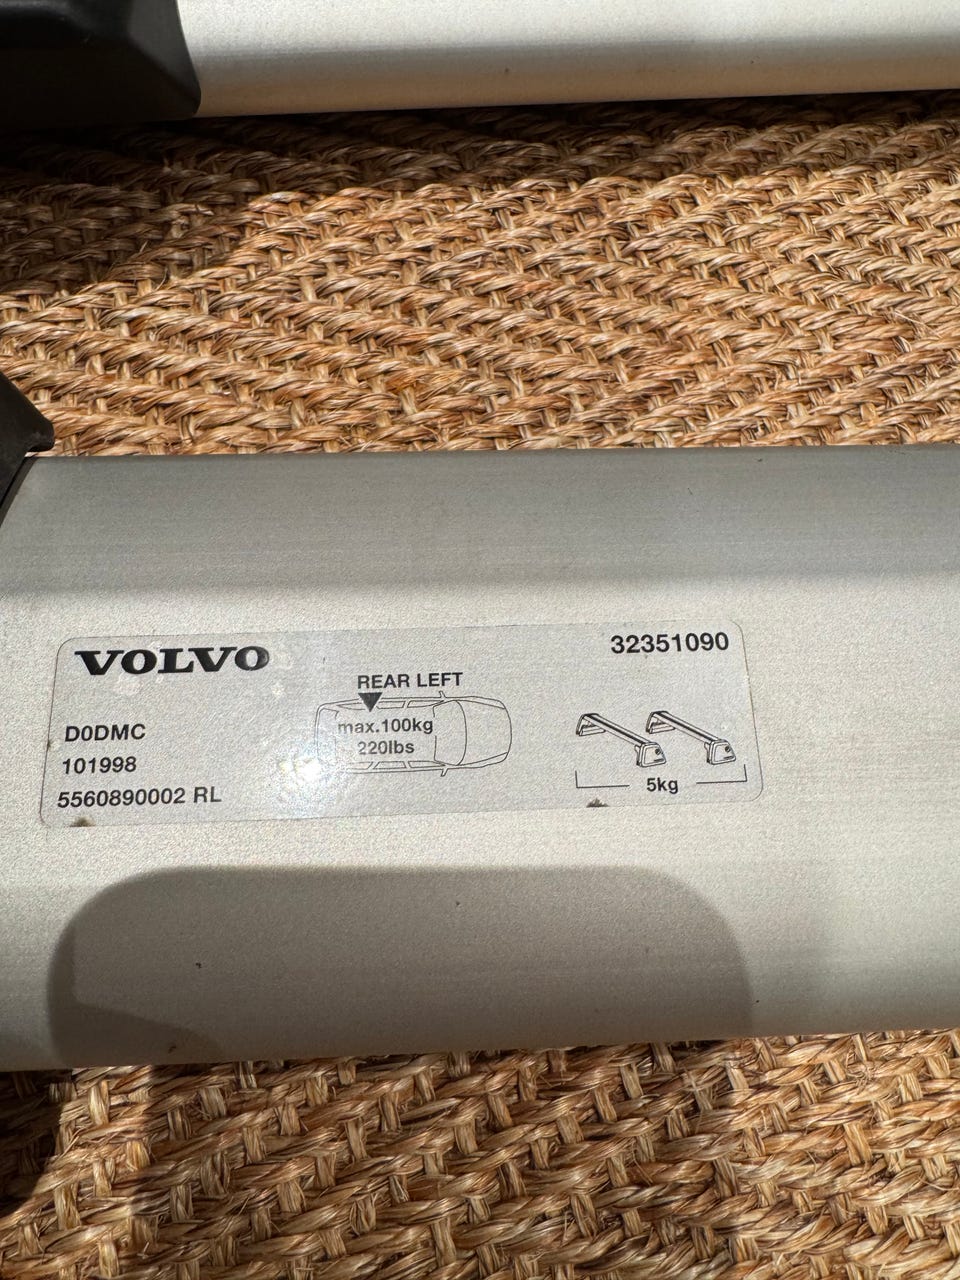 VOLVO
32351090
REAR LEFT
D0DMC
max.100kg
220lbs
101998
5kg
5560890002 RL